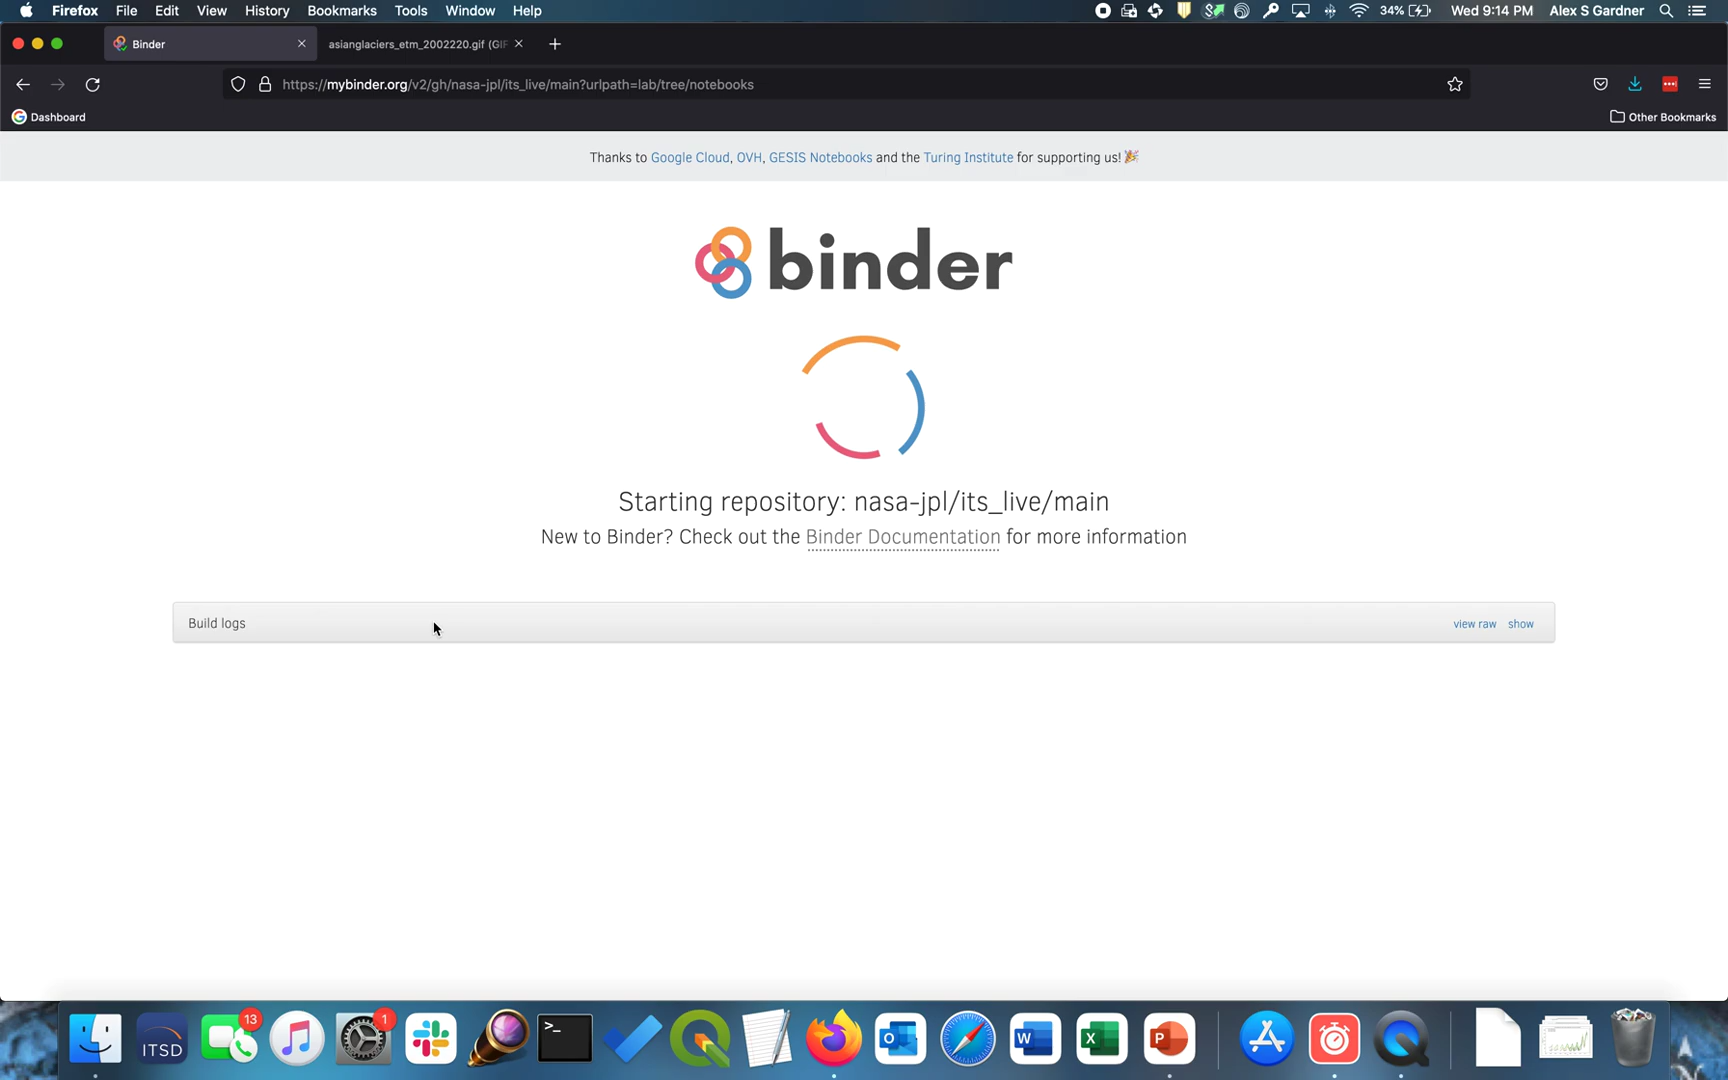 Firefox File Edit View History Bookmarks Tools Window Help 34% Wed 9:14 PM Alex S Gardner
Binder asianglaciers_etm_2002220.gif (GIF
https://mybinder.org/v2/gh/nasa-jpl/its_live/main?urlpath=lab/tree/notebooks
Dashboard Other Bookmarks
Thanks to Google Cloud, OVH, GESIS Notebooks and the Turing Institute for supporting us! 🎉
binder
Starting repository: nasa-jpl/its_live/main
New to Binder? Check out the Binder Documentation for more information
Build logs view raw show
13 1
ITSD >_ O W X P